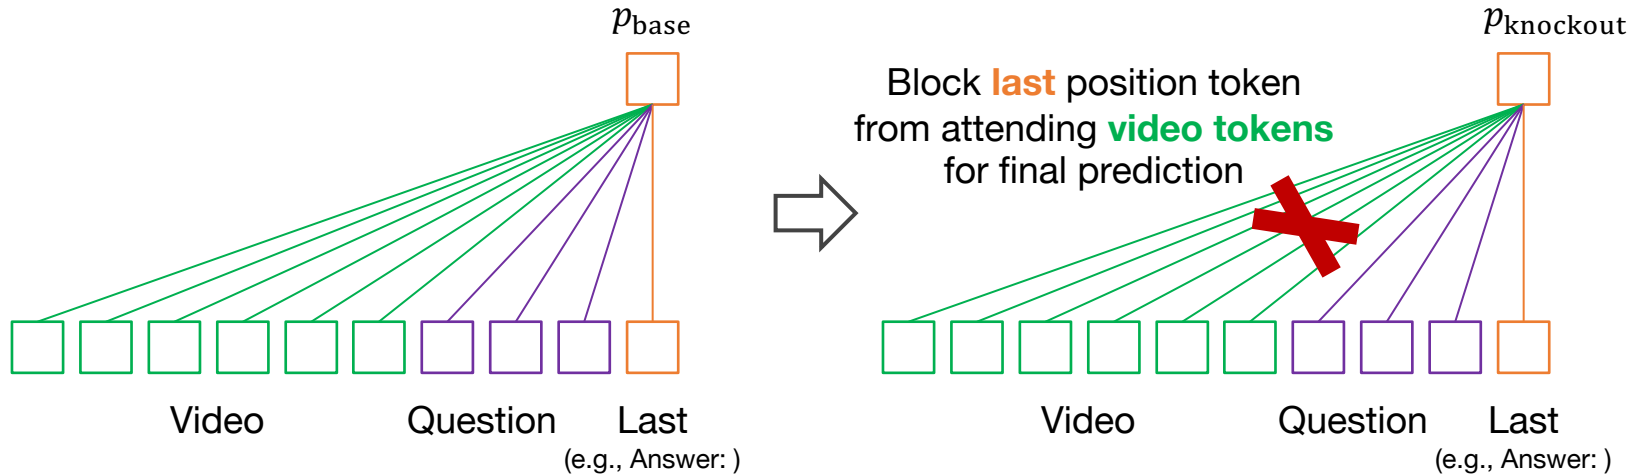 p_base
Video
Question
Last
(e.g., Answer: )
Block last position token
from attending video tokens
for final prediction
p_knockout
Video
Question
Last
(e.g., Answer: )